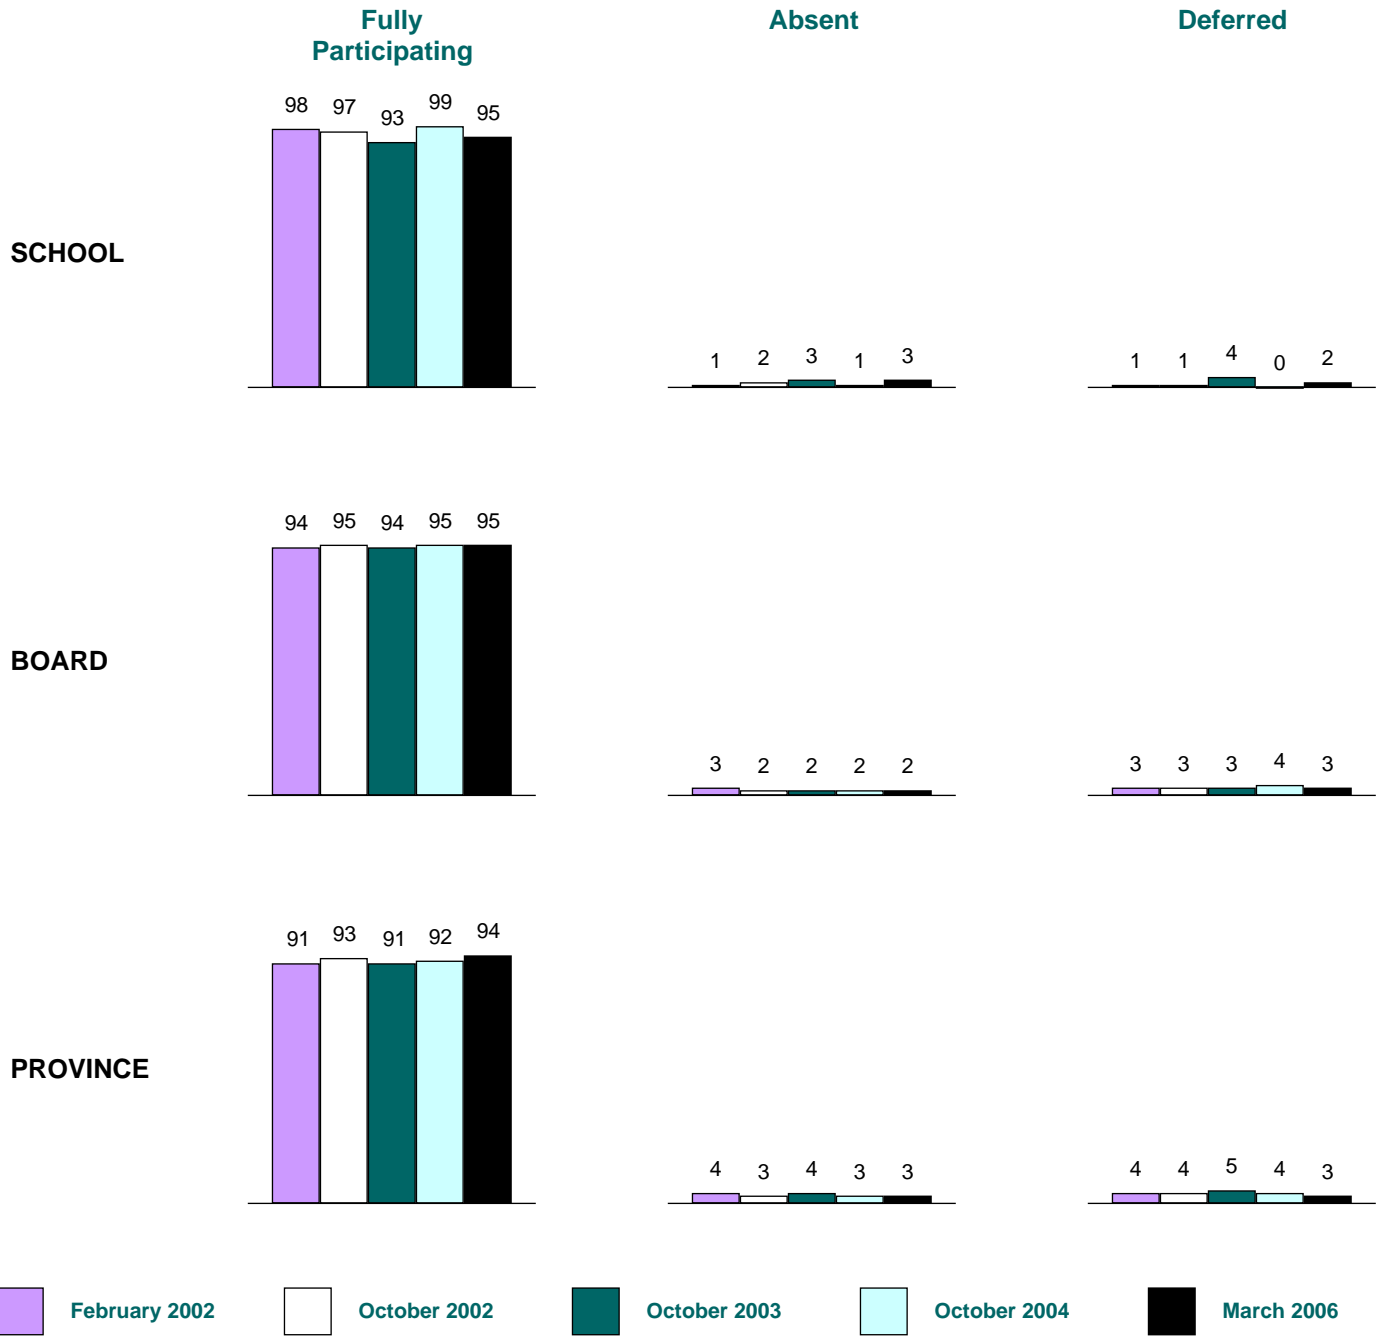 Fully
Participating
Absent
Deferred
98 97 93 99 95
SCHOOL
1 2 3 1 3
1 1 4 0 2
94 95 94 95 95
BOARD
3 2 2 2 2
3 3 3 4 3
91 93 91 92 94
PROVINCE
4 3 4 3 3
4 4 5 4 3
February 2002
October 2002
October 2003
October 2004
March 2006